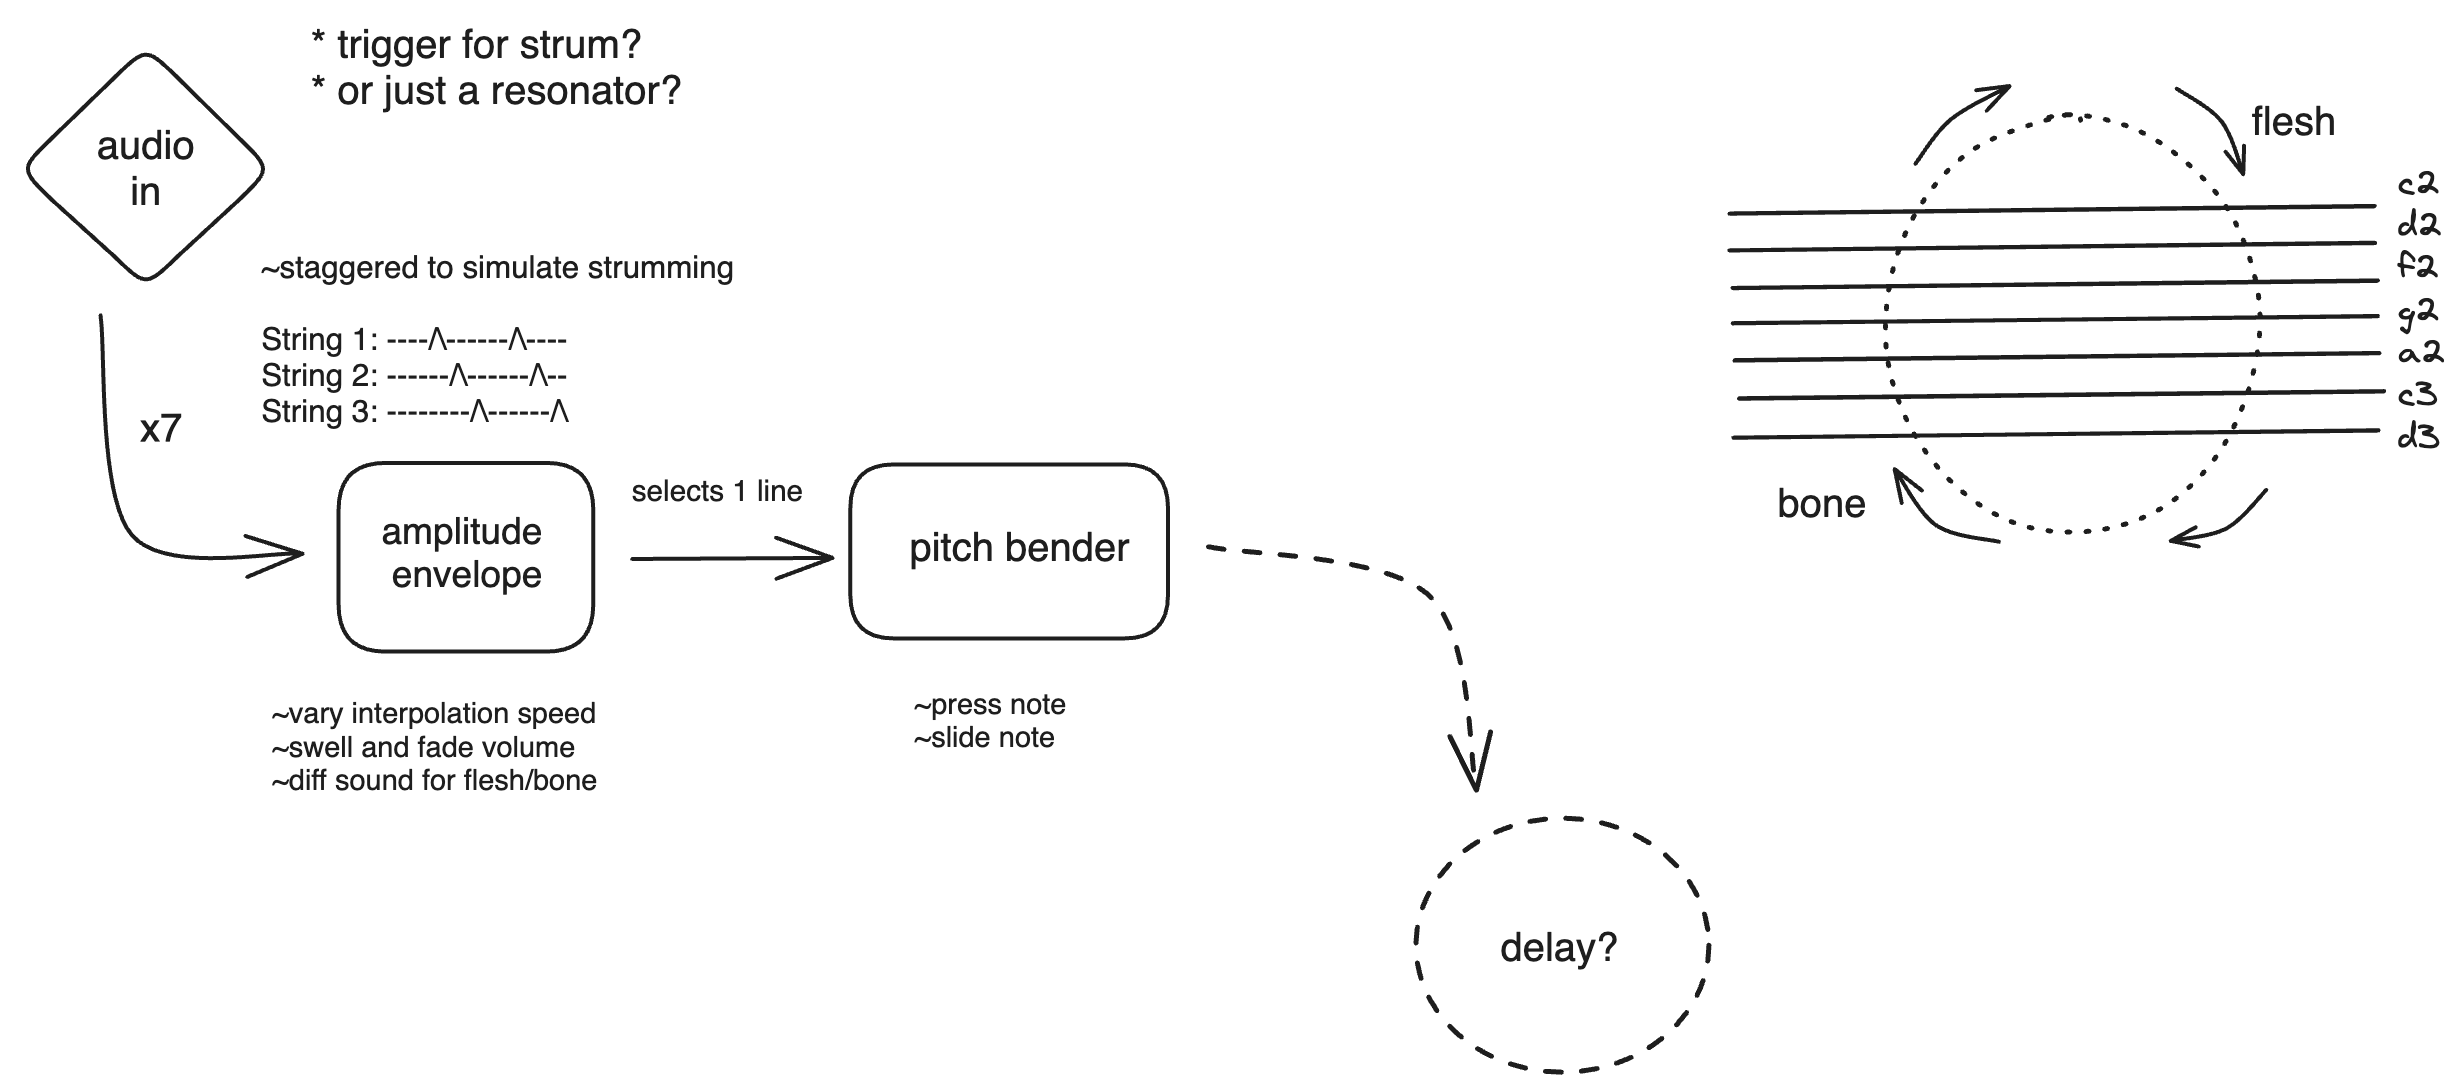 * trigger for strum?
* or just a resonator?
audio
in
~staggered to simulate strumming
String 1: ----Λ------Λ----
String 2: ------Λ------Λ--
String 3: --------Λ------Λ
x7
amplitude
envelope
selects 1 line
pitch bender
~vary interpolation speed
~swell and fade volume
~diff sound for flesh/bone
~press note
~slide note
delay?
flesh
bone
c2
d2
f2
g2
a2
c3
d3